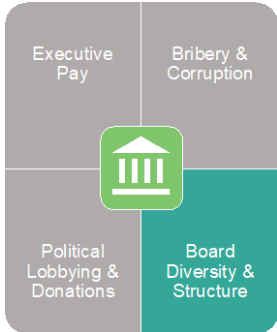 Executive
Pay
Bribery &
Corruption
Political
Lobbying &
Donations
Board
Diversity &
Structure